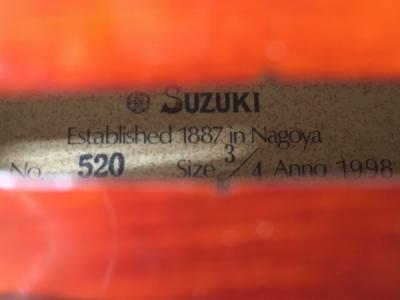 SUZUKI
Established 1887 in Nagoya
No. 520 Size 3/4 Anno 1998